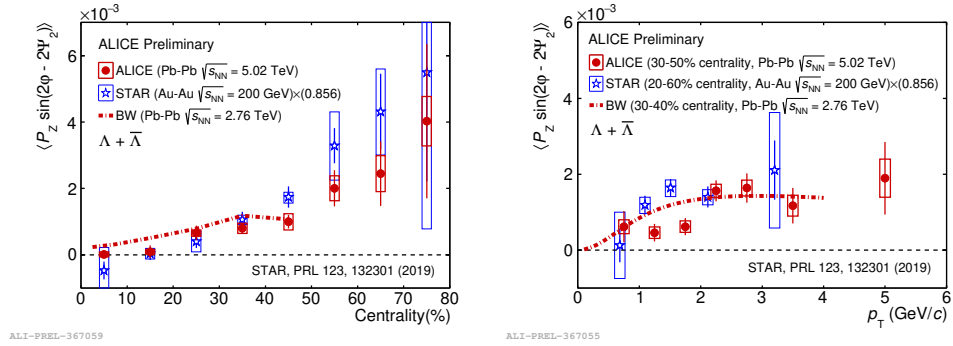 ×10⁻³
⟨P_Z sin(2φ - 2Ψ₂)⟩
6
4
2
0
ALICE Preliminary
ALICE (Pb-Pb √s_NN = 5.02 TeV)
STAR (Au-Au √s_NN = 200 GeV)×(0.856)
BW (Pb-Pb √s_NN = 2.76 TeV)
Λ + Λ̅
STAR, PRL 123, 132301 (2019)
0 10 20 30 40 50 60 70 80
Centrality(%)
ALI-PREL-367059
×10⁻³
⟨P_Z sin(2φ - 2Ψ₂)⟩
6
4
2
0
ALICE Preliminary
ALICE (30-50% centrality, Pb-Pb √s_NN = 5.02 TeV)
STAR (20-60% centrality, Au-Au √s_NN = 200 GeV)×(0.856)
BW (30-40% centrality, Pb-Pb √s_NN = 2.76 TeV)
Λ + Λ̅
STAR, PRL 123, 132301 (2019)
0 1 2 3 4 5 6
p_T (GeV/c)
ALI-PREL-367055